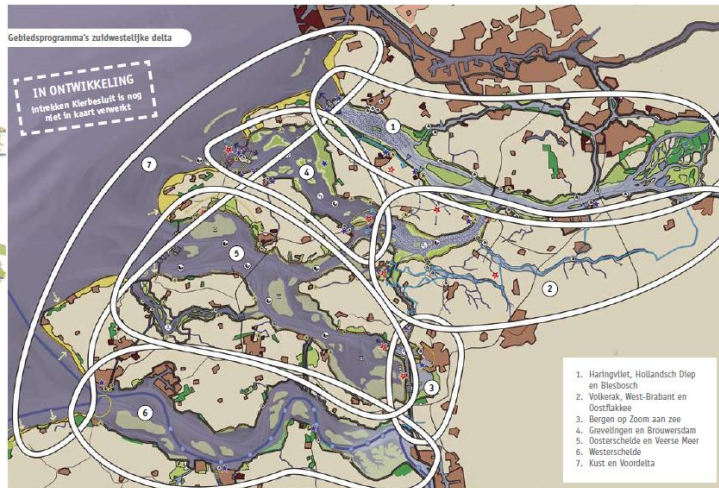 Gebiedsprogramma's zuidwestelijke delta
IN ONTWIKKELING
intrekken Kierbesluit is nog
niet in kaart verwerkt
1
7
4
5
2
3
6
1. Haringvliet, Hollandsch Diep
en Biesbosch
2. Volkerak, West-Brabant en
Oostflakkee
3. Bergen op Zoom aan zee
4. Grevelingen en Brouwersdam
5. Oosterschelde en Veerse Meer
6. Westerschelde
7. Kust en Voordelta